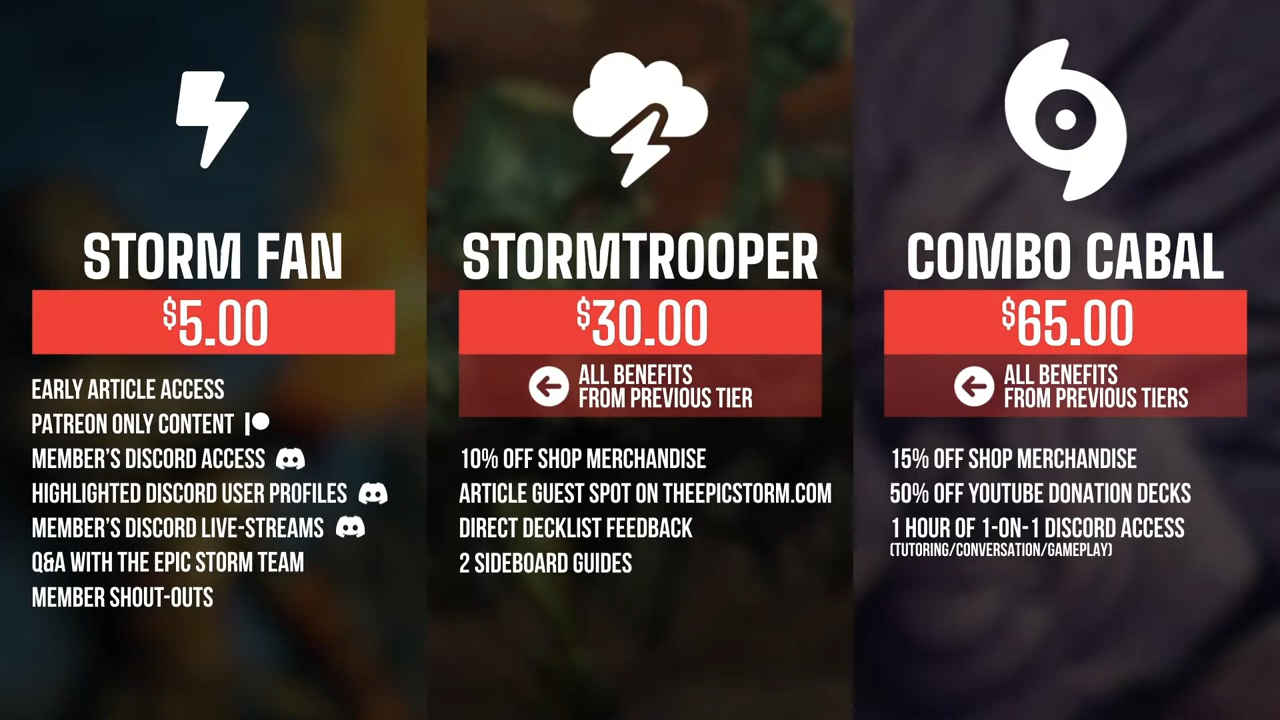 STORM FAN
$5.00
EARLY ARTICLE ACCESS
PATREON ONLY CONTENT
MEMBER'S DISCORD ACCESS
HIGHLIGHTED DISCORD USER PROFILES
MEMBER'S DISCORD LIVE-STREAMS
Q&A WITH THE EPIC STORM TEAM
MEMBER SHOUT-OUTS
STORMTROOPER
$30.00
ALL BENEFITS
FROM PREVIOUS TIER
10% OFF SHOP MERCHANDISE
ARTICLE GUEST SPOT ON THEEPICSTORM.COM
DIRECT DECKLIST FEEDBACK
2 SIDEBOARD GUIDES
COMBO CABAL
$65.00
ALL BENEFITS
FROM PREVIOUS TIERS
15% OFF SHOP MERCHANDISE
50% OFF YOUTUBE DONATION DECKS
1 HOUR OF 1-ON-1 DISCORD ACCESS
(TUTORING/CONVERSATION/GAMEPLAY)